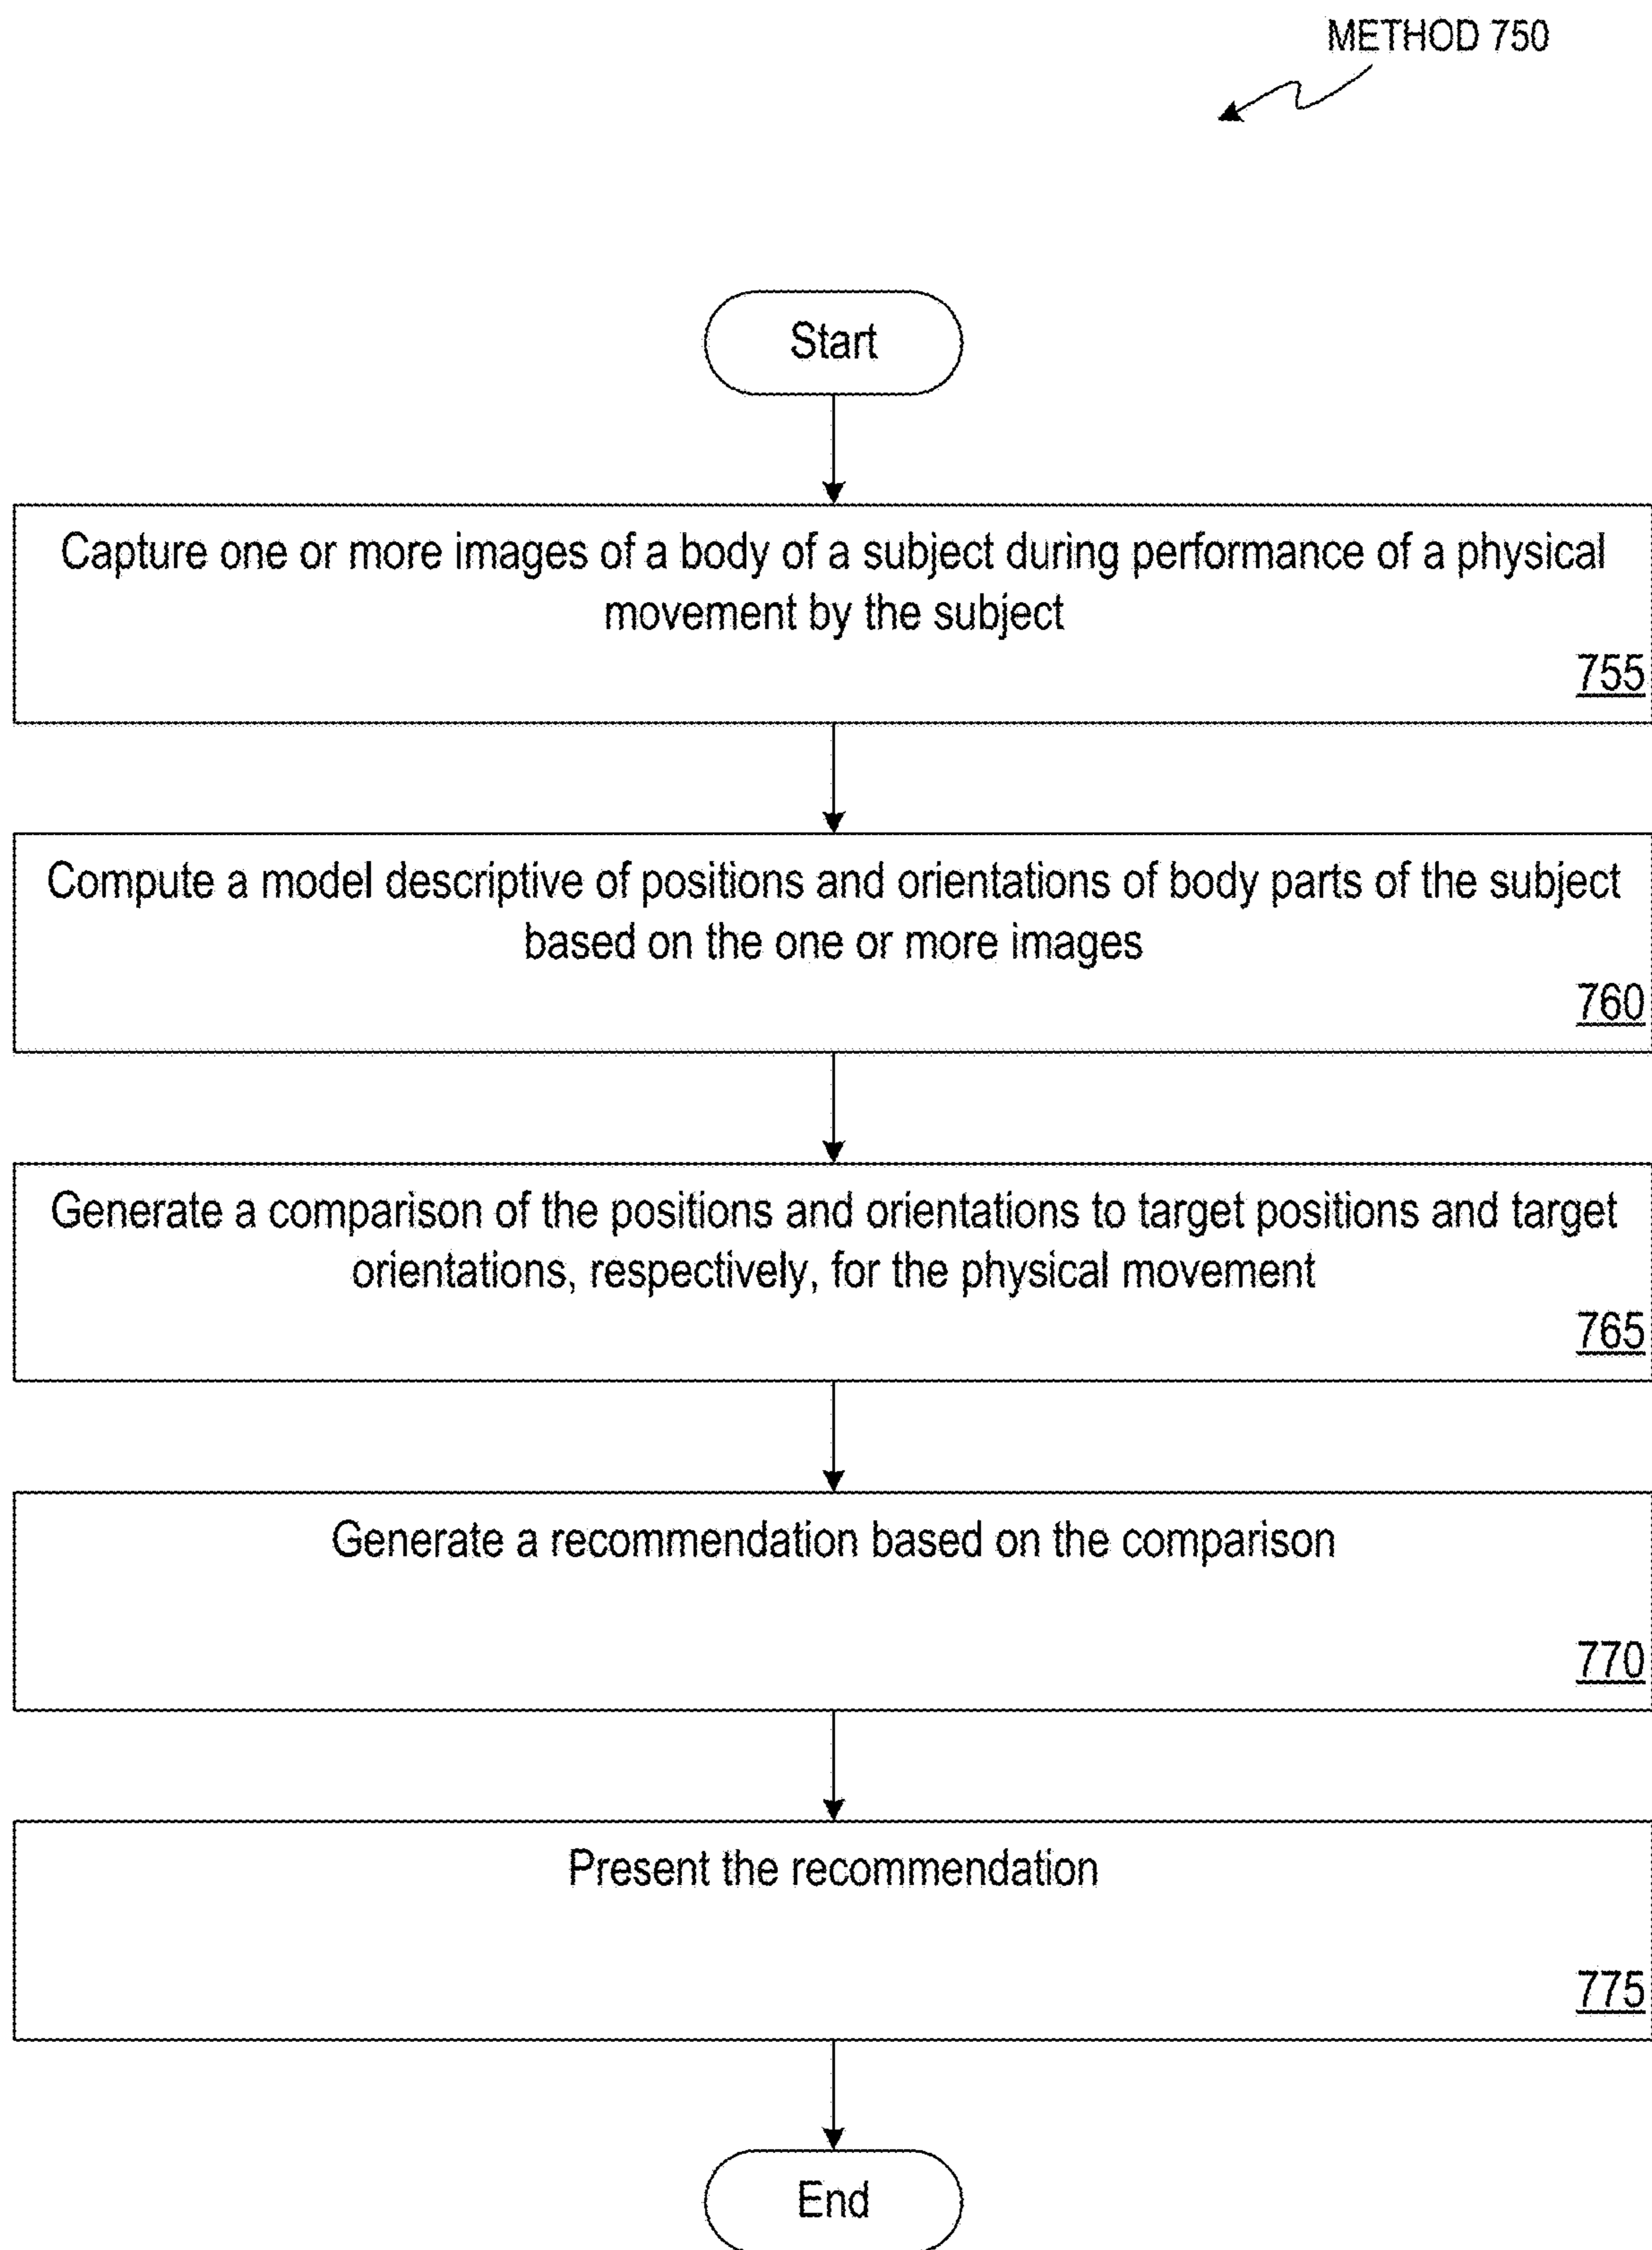 METHOD 750
Start
Capture one or more images of a body of a subject during performance of a physical
movement by the subject
755
Compute a model descriptive of positions and orientations of body parts of the subject
based on the one or more images
760
Generate a comparison of the positions and orientations to target positions and target
orientations, respectively, for the physical movement
765
Generate a recommendation based on the comparison
770
Present the recommendation
775
End